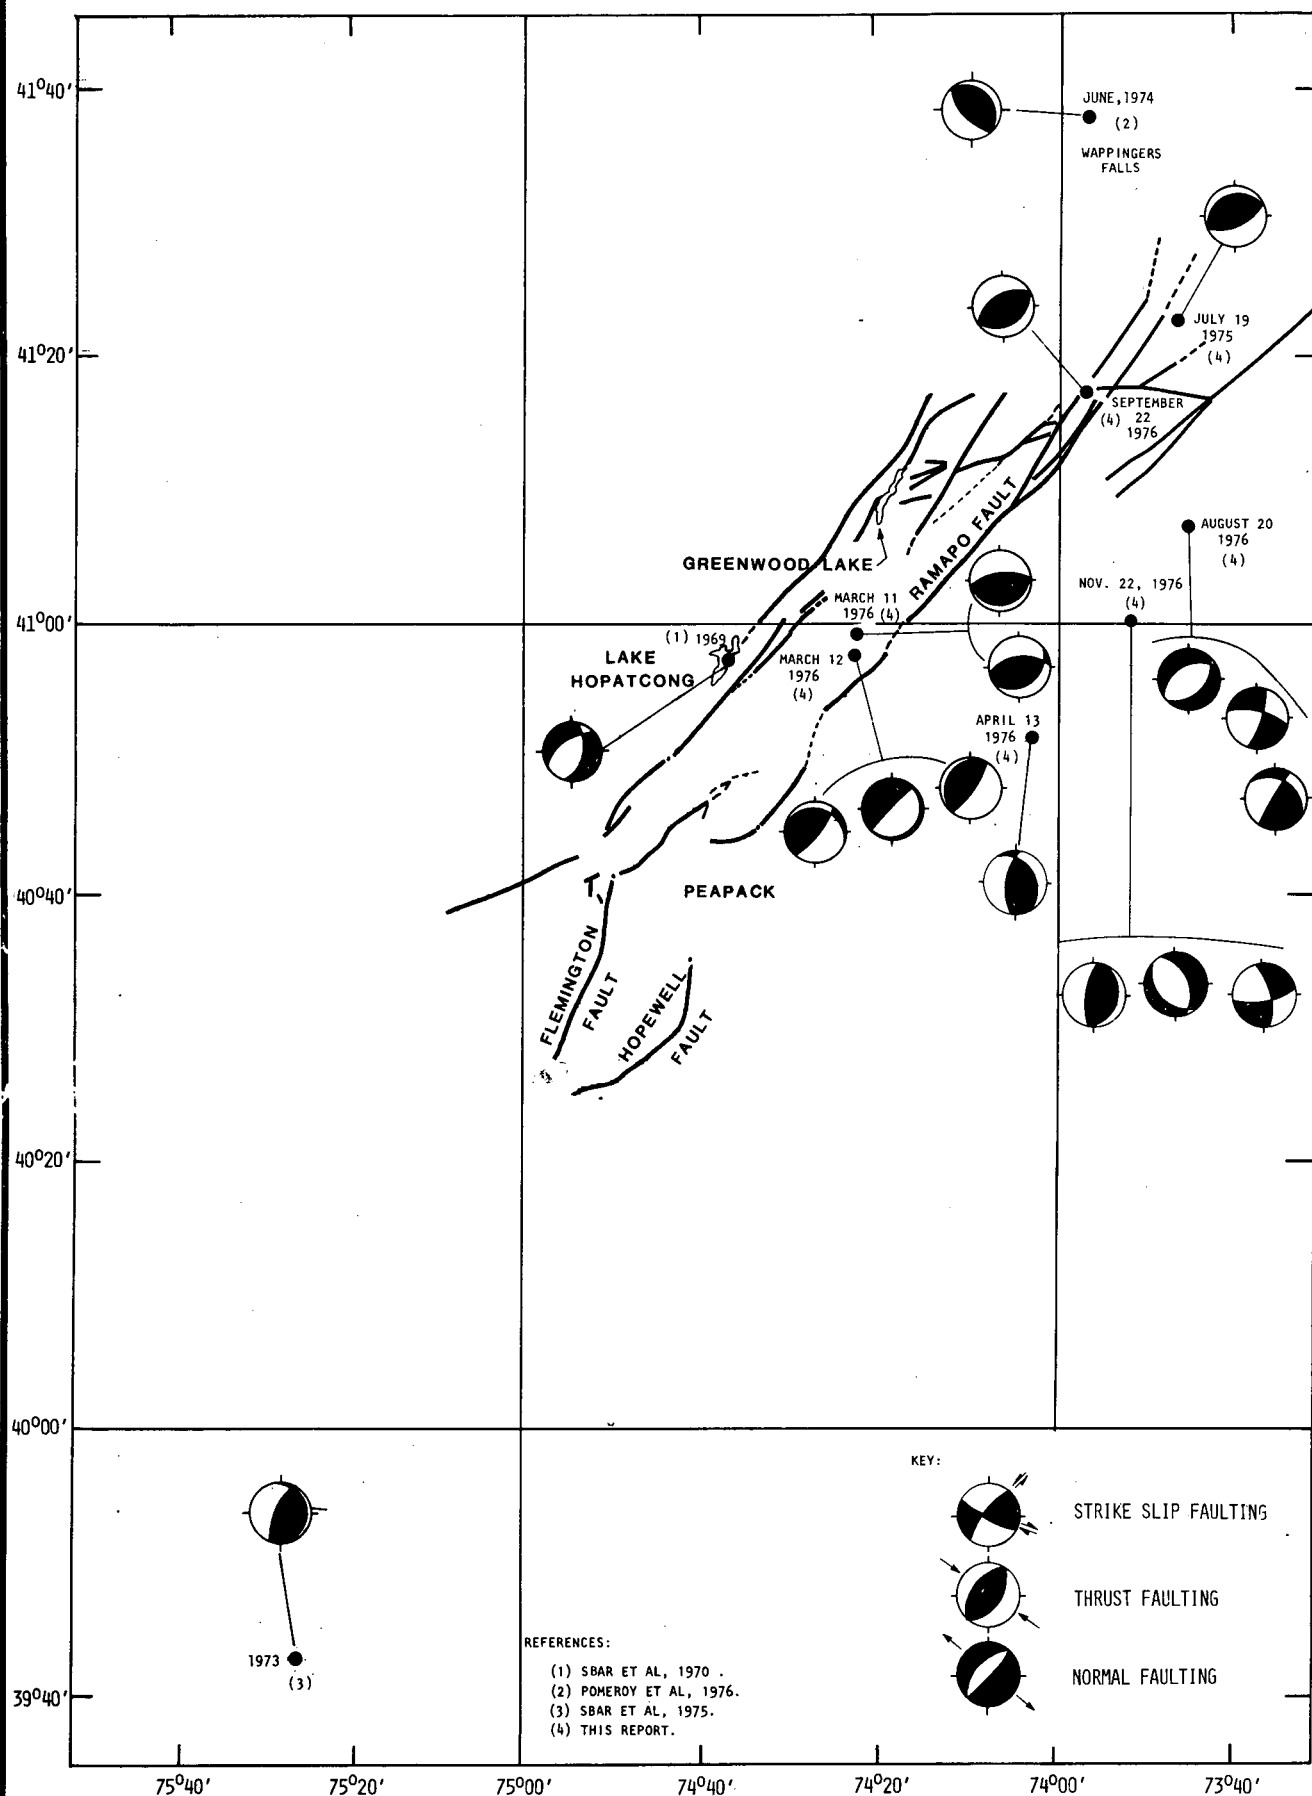 41°40'
JUNE, 1974
(2)
WAPPINGERS
FALLS
41°20'
JULY 19
1975
(4)
SEPTEMBER
(4) 22
1976
AUGUST 20
1976
(4)
RAMAPO FAULT
GREENWOOD LAKE
NOV. 22, 1976
(4)
MARCH 11
1976 (4)
41°00'
(1) 1969
LAKE
HOPATCONG
MARCH 12
1976
(4)
APRIL 13
1976
(4)
40°40'
PEAPACK
FLEMINGTON
FAULT
HOPEWELL
FAULT
40°20'
40°00'
KEY:
STRIKE SLIP FAULTING
THRUST FAULTING
NORMAL FAULTING
1973
(3)
REFERENCES:
(1) SBAR ET AL, 1970 .
(2) POMEROY ET AL, 1976.
(3) SBAR ET AL, 1975.
(4) THIS REPORT.
39°40'
75°40'
75°20'
75°00'
74°40'
74°20'
74°00'
73°40'